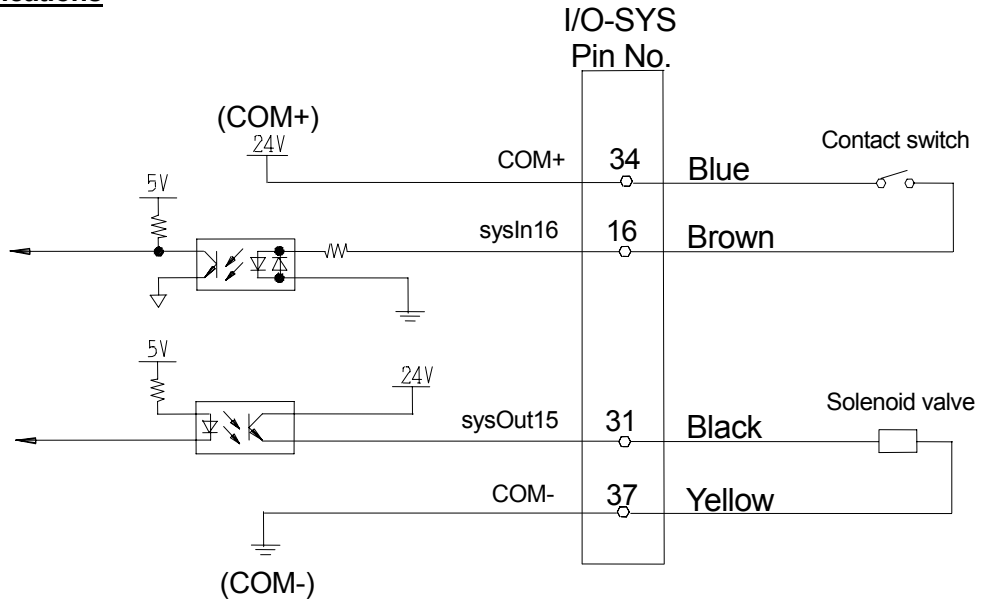 I/O-SYS
Pin No.
(COM+)
24V
COM+ 34 Blue
Contact switch
5V
sysIn16 16 Brown
5V
24V
sysOut15 31 Black
Solenoid valve
COM- 37 Yellow
(COM-)